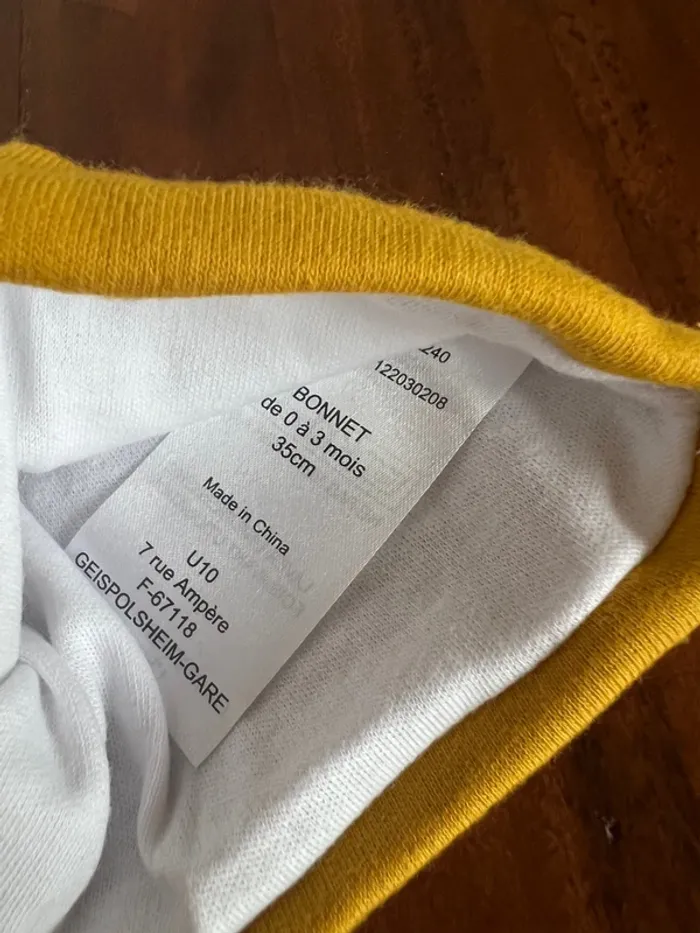 240
122030208
BONNET
de 0 à 3 mois
35cm
Made in China
U10
7 rue Ampère
F-67118
GEISPOLSHEIM-GARE